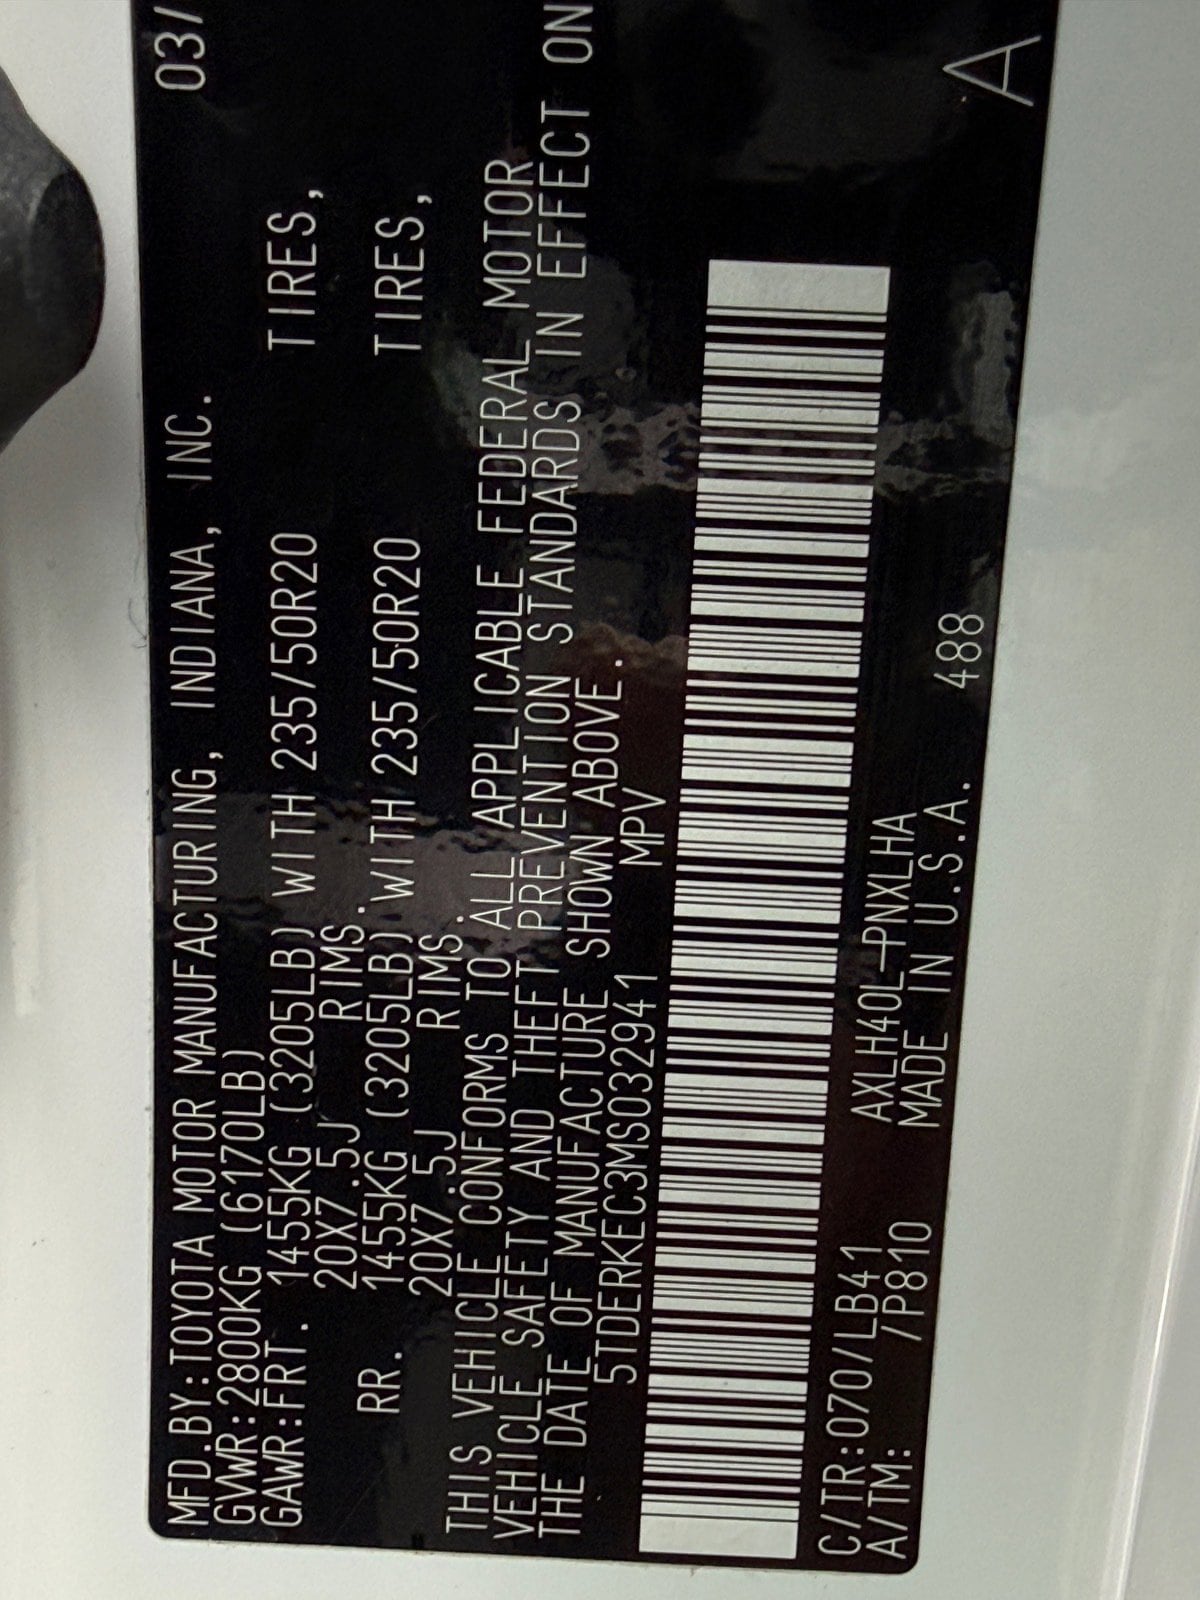 MFD.BY:TOYOTA MOTOR MANUFACTURING, INDIANA, INC. 03/
GVWR:2800KG (6170LB)
GAWR:FRT. 1455KG (3205LB) WITH 235/50R20 TIRES,
20X7.5J RIMS.
RR. 1455KG (3205LB) WITH 235/50R20 TIRES,
20X7.5J RIMS.
THIS VEHICLE CONFORMS TO ALL APPLICABLE FEDERAL MOTOR
VEHICLE SAFETY AND THEFT PREVENTION STANDARDS IN EFFECT ON
THE DATE OF MANUFACTURE SHOWN ABOVE.
5TDERKEC3MS032941 MPV
C/TR:070/LB41 AXLH40L-PNXLHA 488
A/TM: /P810 MADE IN U.S.A. A